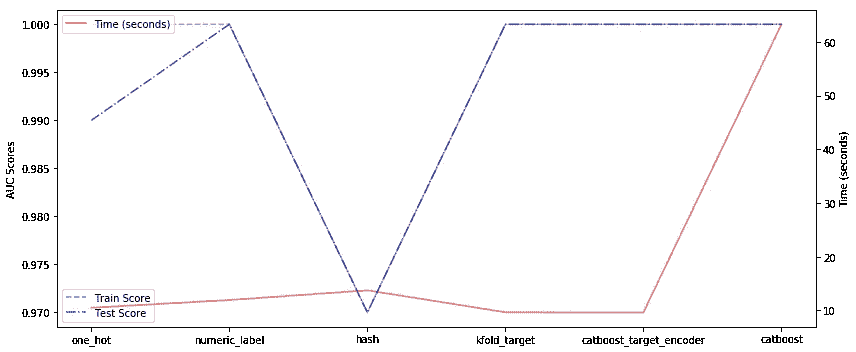 Time (seconds)
1.000
0.995
0.990
0.985
0.980
0.975
0.970
AUC Scores
60
50
40
30
20
10
Time (seconds)
Train Score
Test Score
one_hot
numeric_label
hash
kfold_target
catboost_target_encoder
catboost